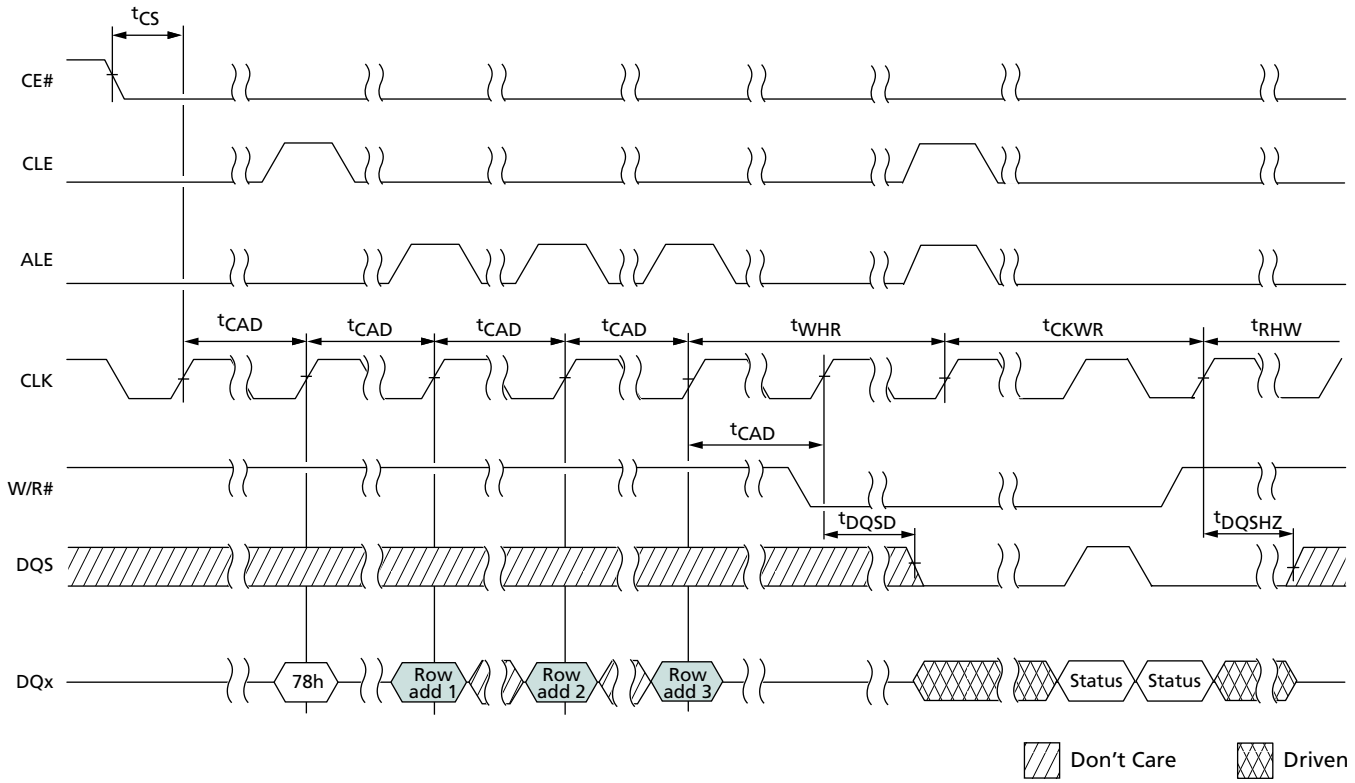 tCS
CE#
CLE
ALE
tCAD tCAD tCAD tCAD tWHR tCKWR tRHW
CLK
tCAD
W/R#
tDQSD tDQSHZ
DQS
DQx
78h
Row add 1
Row add 2
Row add 3
Status Status
Don't Care Driven